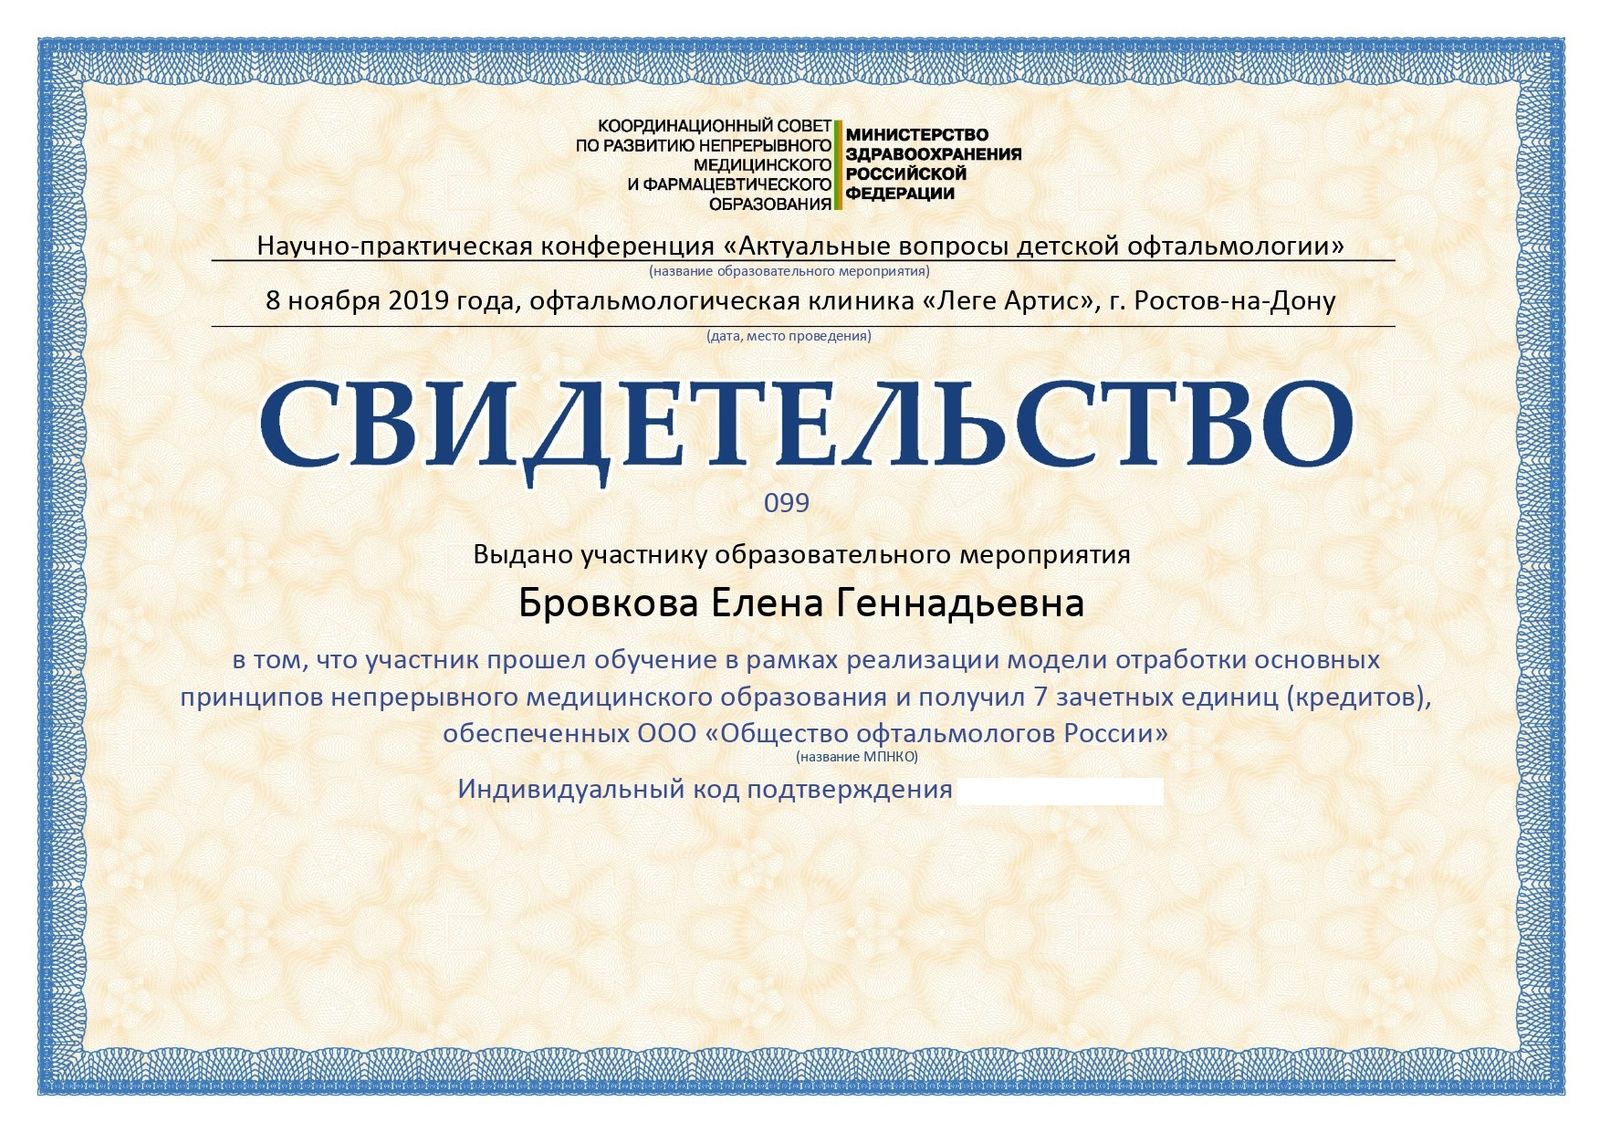 КООРДИНАЦИОННЫЙ СОВЕТ
ПО РАЗВИТИЮ НЕПРЕРЫВНОГО
МЕДИЦИНСКОГО
И ФАРМАЦЕВТИЧЕСКОГО
ОБРАЗОВАНИЯ
МИНИСТЕРСТВО
ЗДРАВООХРАНЕНИЯ
РОССИЙСКОЙ
ФЕДЕРАЦИИ
Научно-практическая конференция «Актуальные вопросы детской офтальмологии»
(название образовательного мероприятия)
8 ноября 2019 года, офтальмологическая клиника «Леге Артис», г. Ростов-на-Дону
(дата, место проведения)
СВИДЕТЕЛЬСТВО
099
Выдано участнику образовательного мероприятия
Бровкова Елена Геннадьевна
в том, что участник прошел обучение в рамках реализации модели отработки основных
принципов непрерывного медицинского образования и получил 7 зачетных единиц (кредитов),
обеспеченных ООО «Общество офтальмологов России»
(название МПНКО)
Индивидуальный код подтверждения